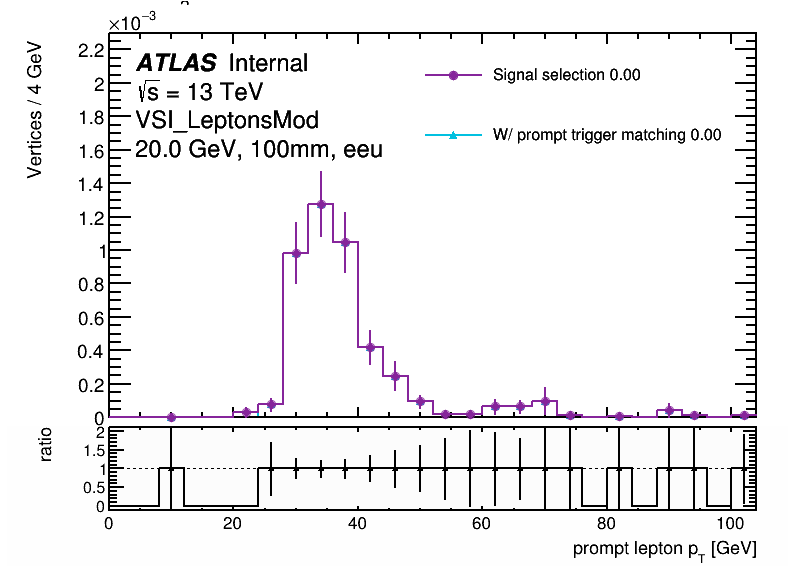 ×10⁻³
Vertices / 4 GeV
2.2
2
1.8
1.6
1.4
1.2
1
0.8
0.6
0.4
0.2
0
ATLAS Internal
√s = 13 TeV
VSI_LeptonsMod
20.0 GeV, 100mm, eeu
Signal selection 0.00
W/ prompt trigger matching 0.00
ratio
2
1.5
1
0.5
0
0 20 40 60 80 100
prompt lepton p_T [GeV]